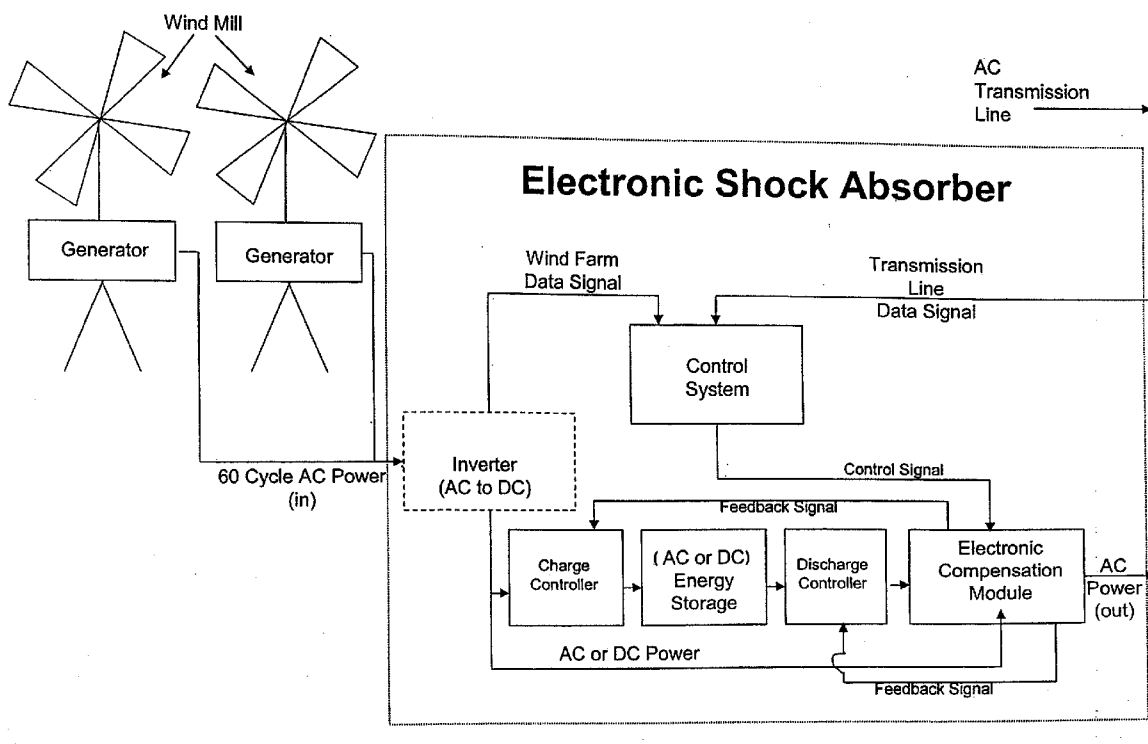 Wind Mill
AC
Transmission
Line
Electronic Shock Absorber
Generator
Generator
Wind Farm
Data Signal
Transmission
Line
Data Signal
Control
System
60 Cycle AC Power
(in)
Inverter
(AC to DC)
Control Signal
Feedback Signal
Charge
Controller
( AC or DC)
Energy
Storage
Discharge
Controller
Electronic
Compensation
Module
AC
Power
(out)
AC or DC Power
Feedback Signal